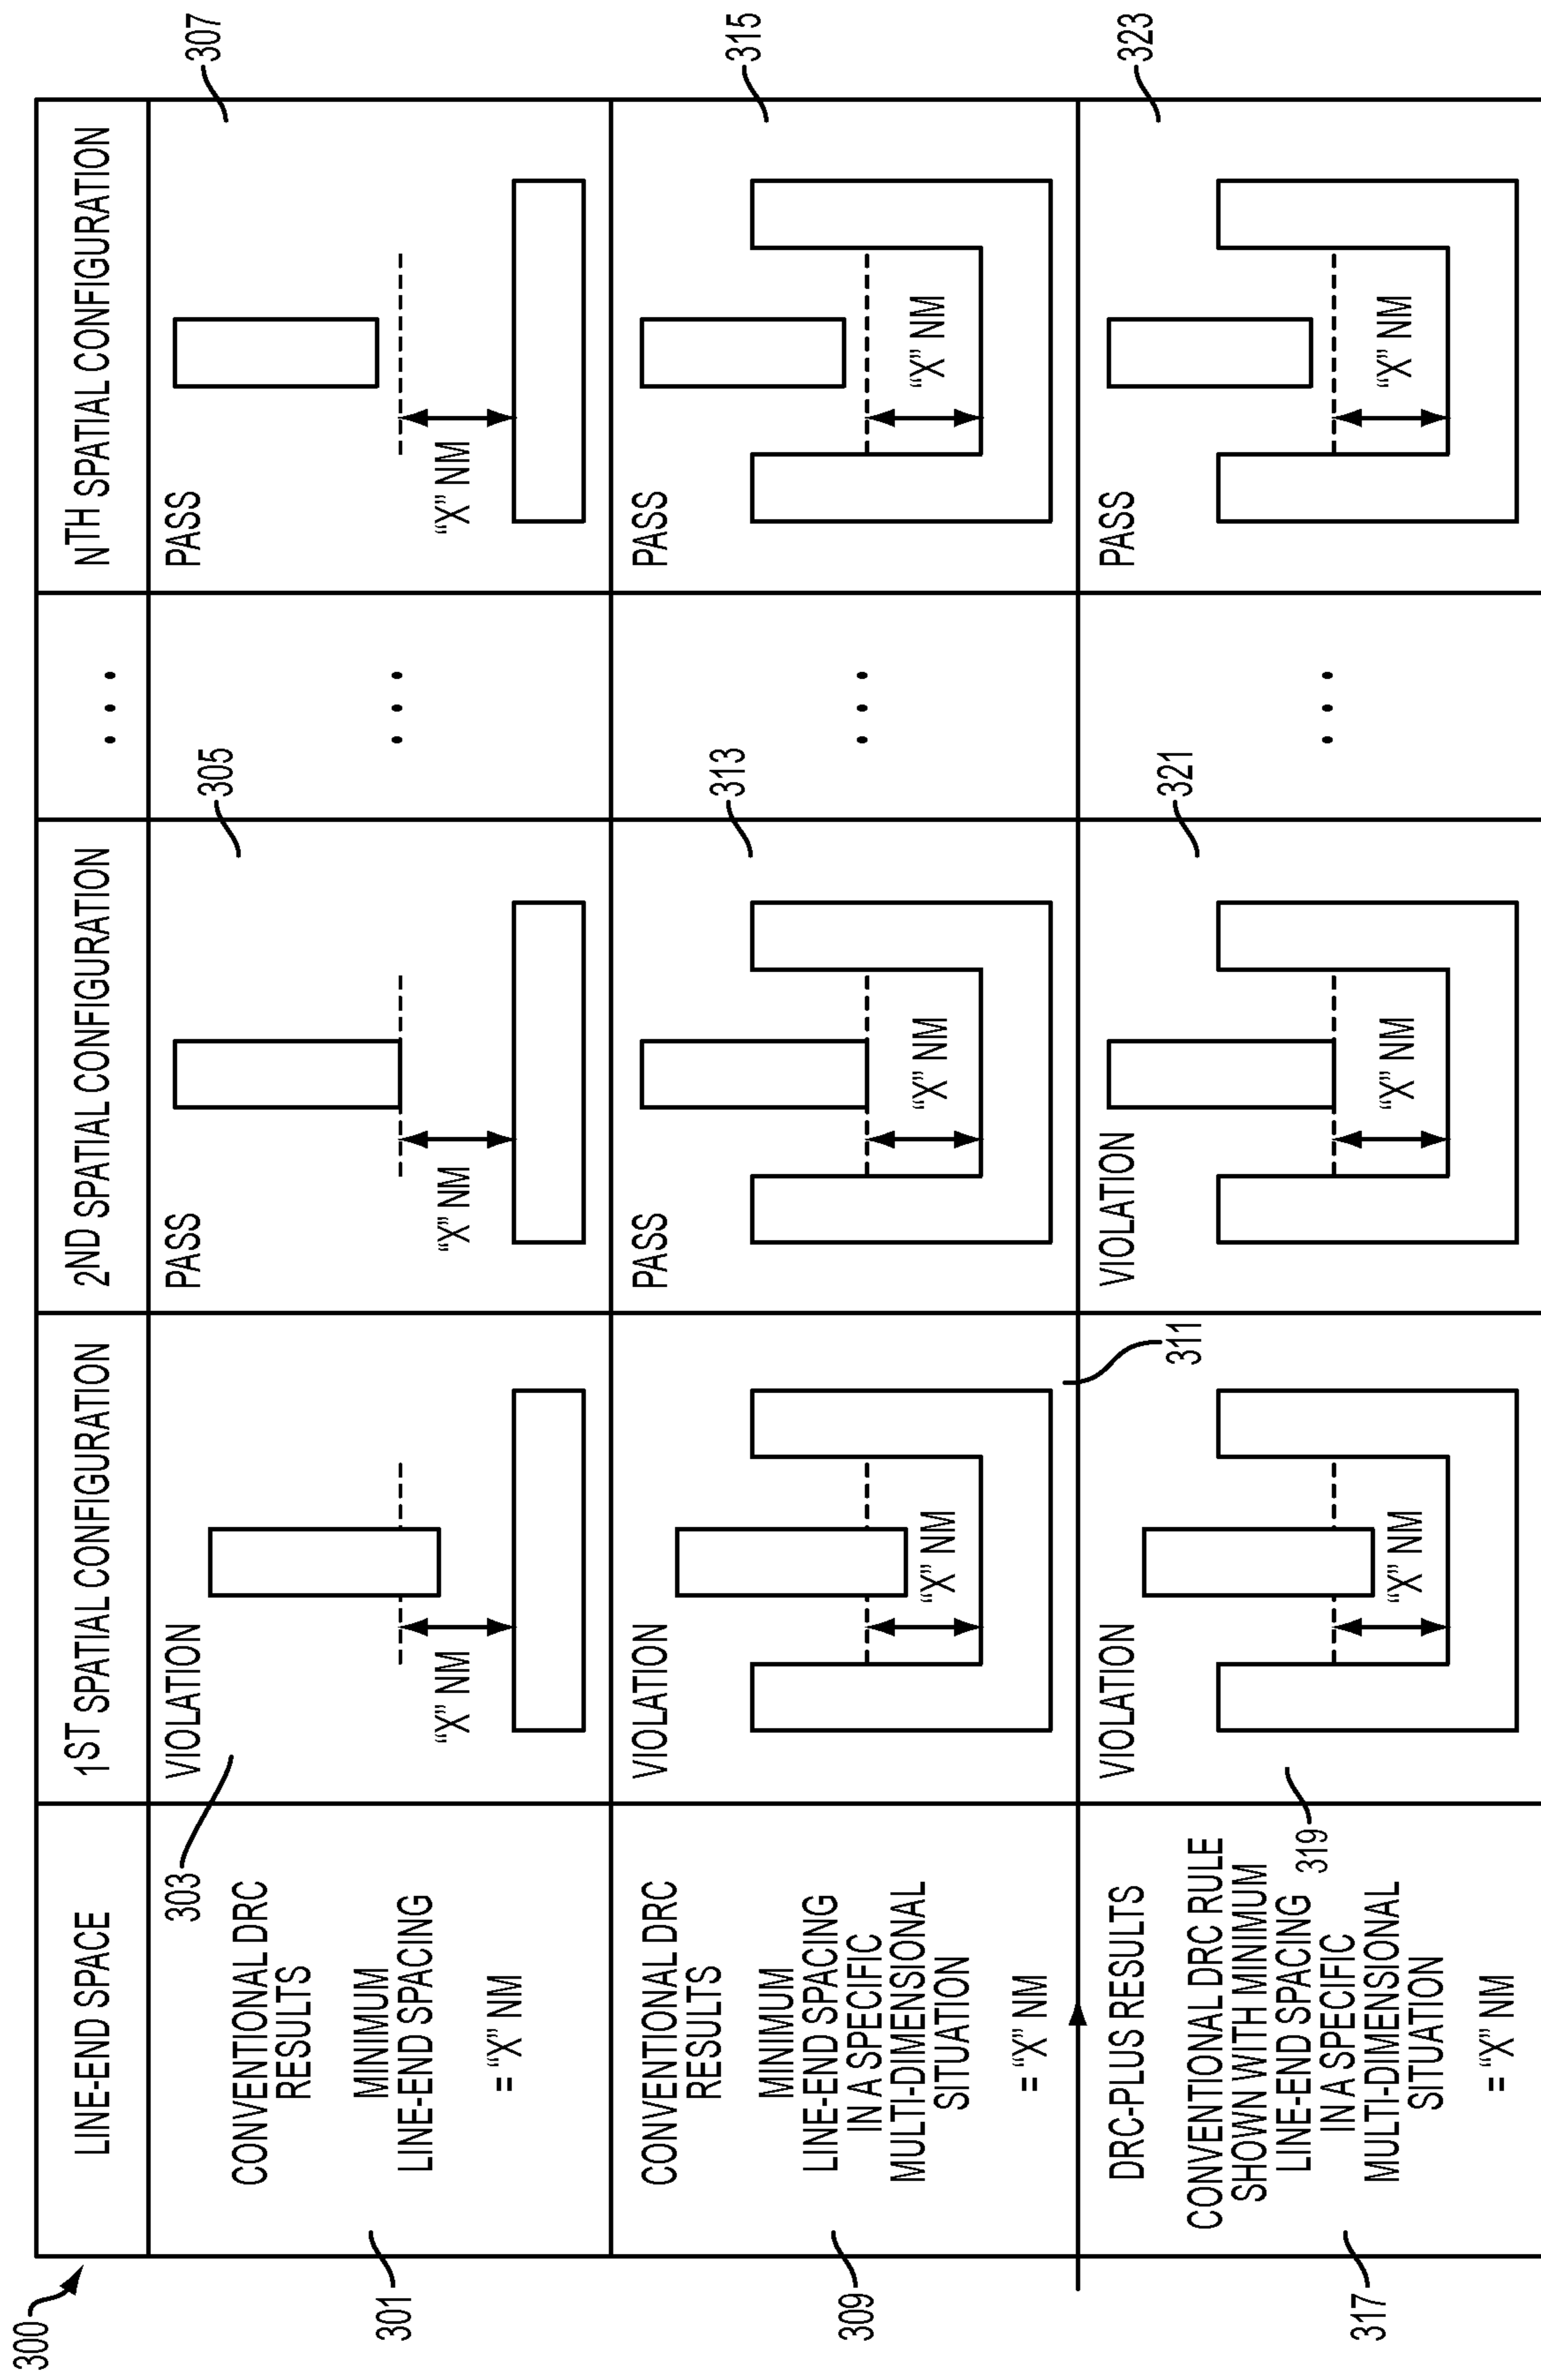 300
LINE-END SPACE
1ST SPATIAL CONFIGURATION
2ND SPATIAL CONFIGURATION
. . .
NTH SPATIAL CONFIGURATION
301
CONVENTIONAL DRC
RESULTS
MINIMUM
LINE-END SPACING
= "X" NM
303
VIOLATION
"X" NM
305
PASS
"X" NM
. . .
307
PASS
"X" NM
309
CONVENTIONAL DRC
RESULTS
MINIMUM
LINE-END SPACING
IN A SPECIFIC
MULTI-DIMENSIONAL
SITUATION
= "X" NM
311
VIOLATION
"X" NM
313
PASS
"X" NM
. . .
315
PASS
"X" NM
317
DRC-PLUS RESULTS
CONVENTIONAL DRC RULE
SHOWN WITH MINIMUM
LINE-END SPACING
IN A SPECIFIC
MULTI-DIMENSIONAL
SITUATION
= "X" NM
319
VIOLATION
"X" NM
321
VIOLATION
"X" NM
. . .
323
PASS
"X" NM